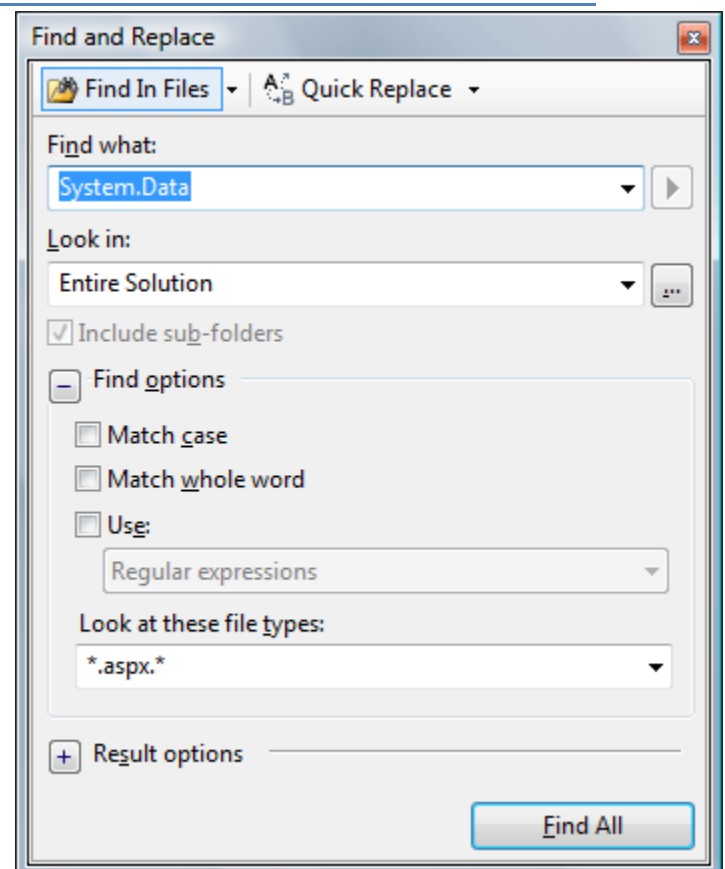 Find and Replace
Find In Files Quick Replace
Find what:
System.Data
Look in:
Entire Solution
...
Include sub-folders
Find options
Match case
Match whole word
Use:
Regular expressions
Look at these file types:
*.aspx.*
Result options
Find All